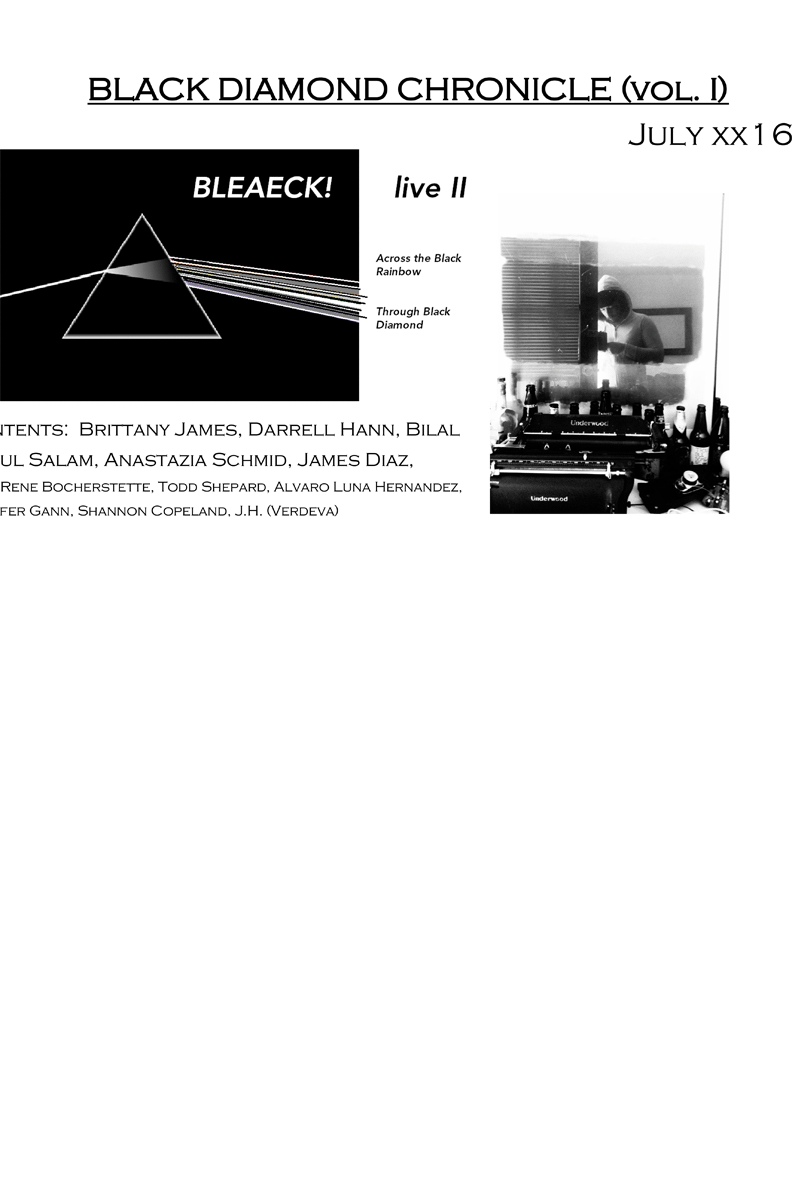 BLACK DIAMOND CHRONICLE (VOL. I)
JULY XX16
BLEAECK! live II
Across the Black
Rainbow
Through Black
Diamond
NTENTS: BRITTANY JAMES, DARRELL HANN, BILAL
UL SALAM, ANASTAZIA SCHMID, JAMES DIAZ,
RENE BOCHERSTETTE, TODD SHEPARD, ALVARO LUNA HERNANDEZ,
FER GANN, SHANNON COPELAND, J.H. (VERDEVA)
Underwood
Underwood